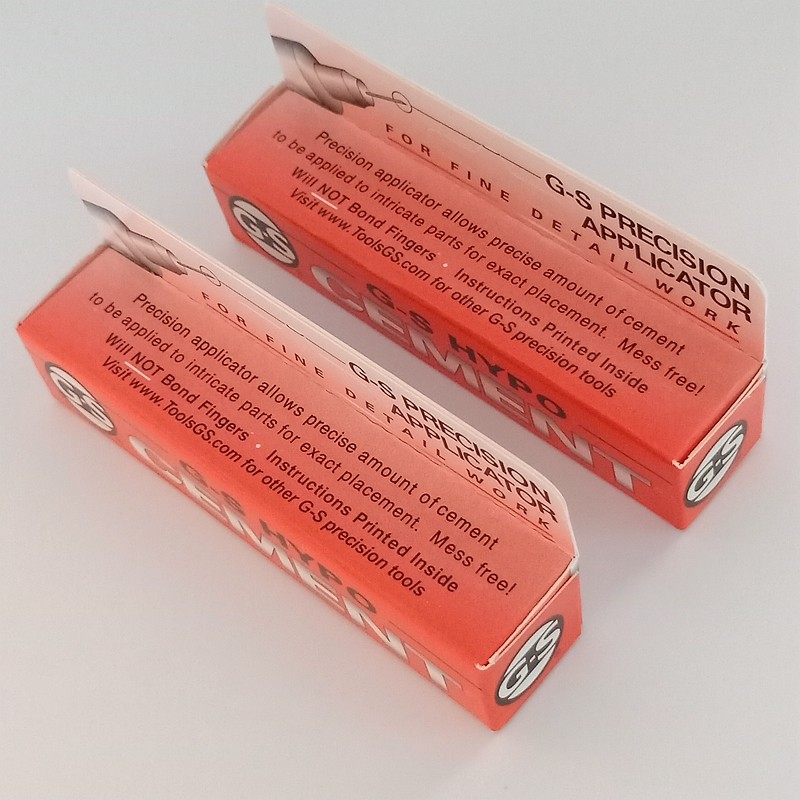 G-S PRECISION
APPLICATOR
FOR FINE DETAIL WORK
Precision applicator allows precise amount of cement
to be applied to intricate parts for exact placement. Mess free!
Will NOT Bond Fingers • Instructions Printed Inside
Visit www.ToolsGS.com for other G-S precision tools
G-S
G-S HYPO
CEMENT
G-S
G-S PRECISION
APPLICATOR
FOR FINE DETAIL WORK
Precision applicator allows precise amount of cement
to be applied to intricate parts for exact placement. Mess free!
Will NOT Bond Fingers • Instructions Printed Inside
Visit www.ToolsGS.com for other G-S precision tools
G-S
G-S HYPO
CEMENT
G-S